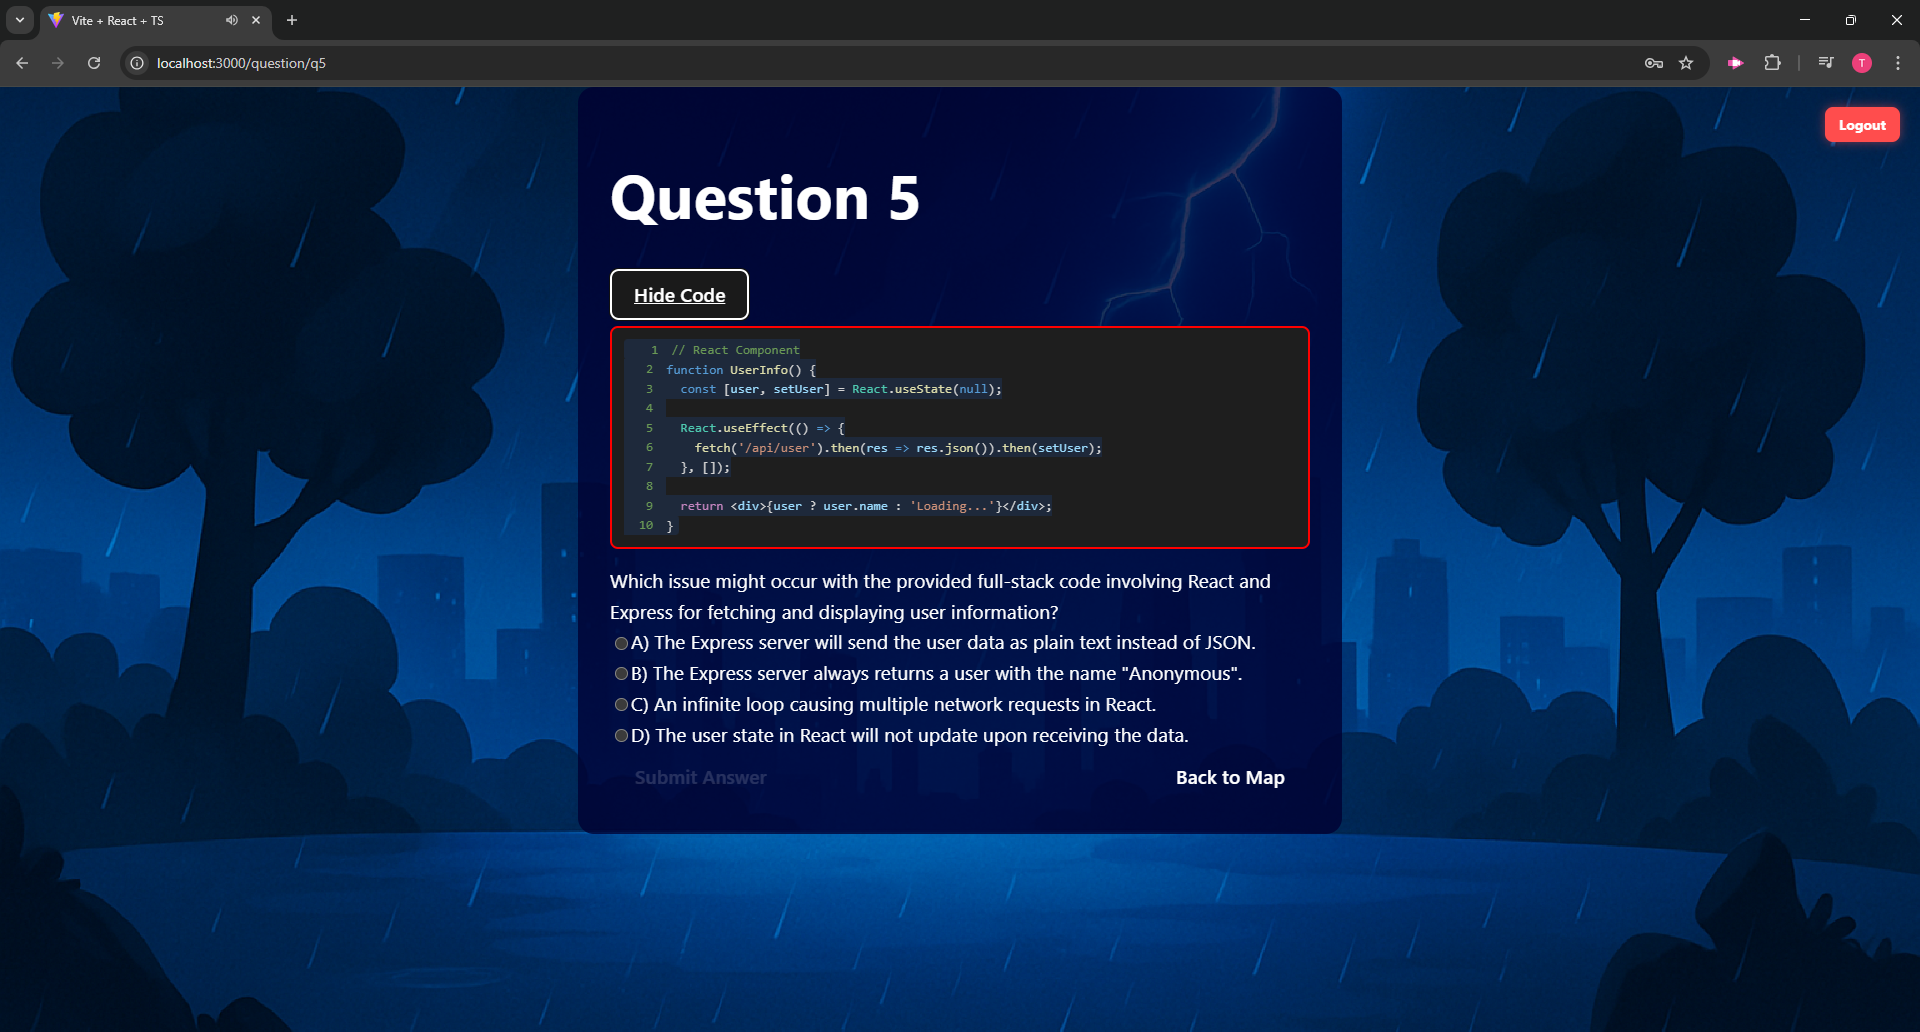 Vite + React + TS
localhost:3000/question/q5
T
Logout
Question 5
Hide Code
1 // React Component
2 function UserInfo() {
3   const [user, setUser] = React.useState(null);
4
5   React.useEffect(() => {
6     fetch('/api/user').then(res => res.json()).then(setUser);
7   }, []);
8
9   return <div>{user ? user.name : 'Loading...'}</div>;
10 }
Which issue might occur with the provided full-stack code involving React and
Express for fetching and displaying user information?
A) The Express server will send the user data as plain text instead of JSON.
B) The Express server always returns a user with the name "Anonymous".
C) An infinite loop causing multiple network requests in React.
D) The user state in React will not update upon receiving the data.
Submit Answer
Back to Map